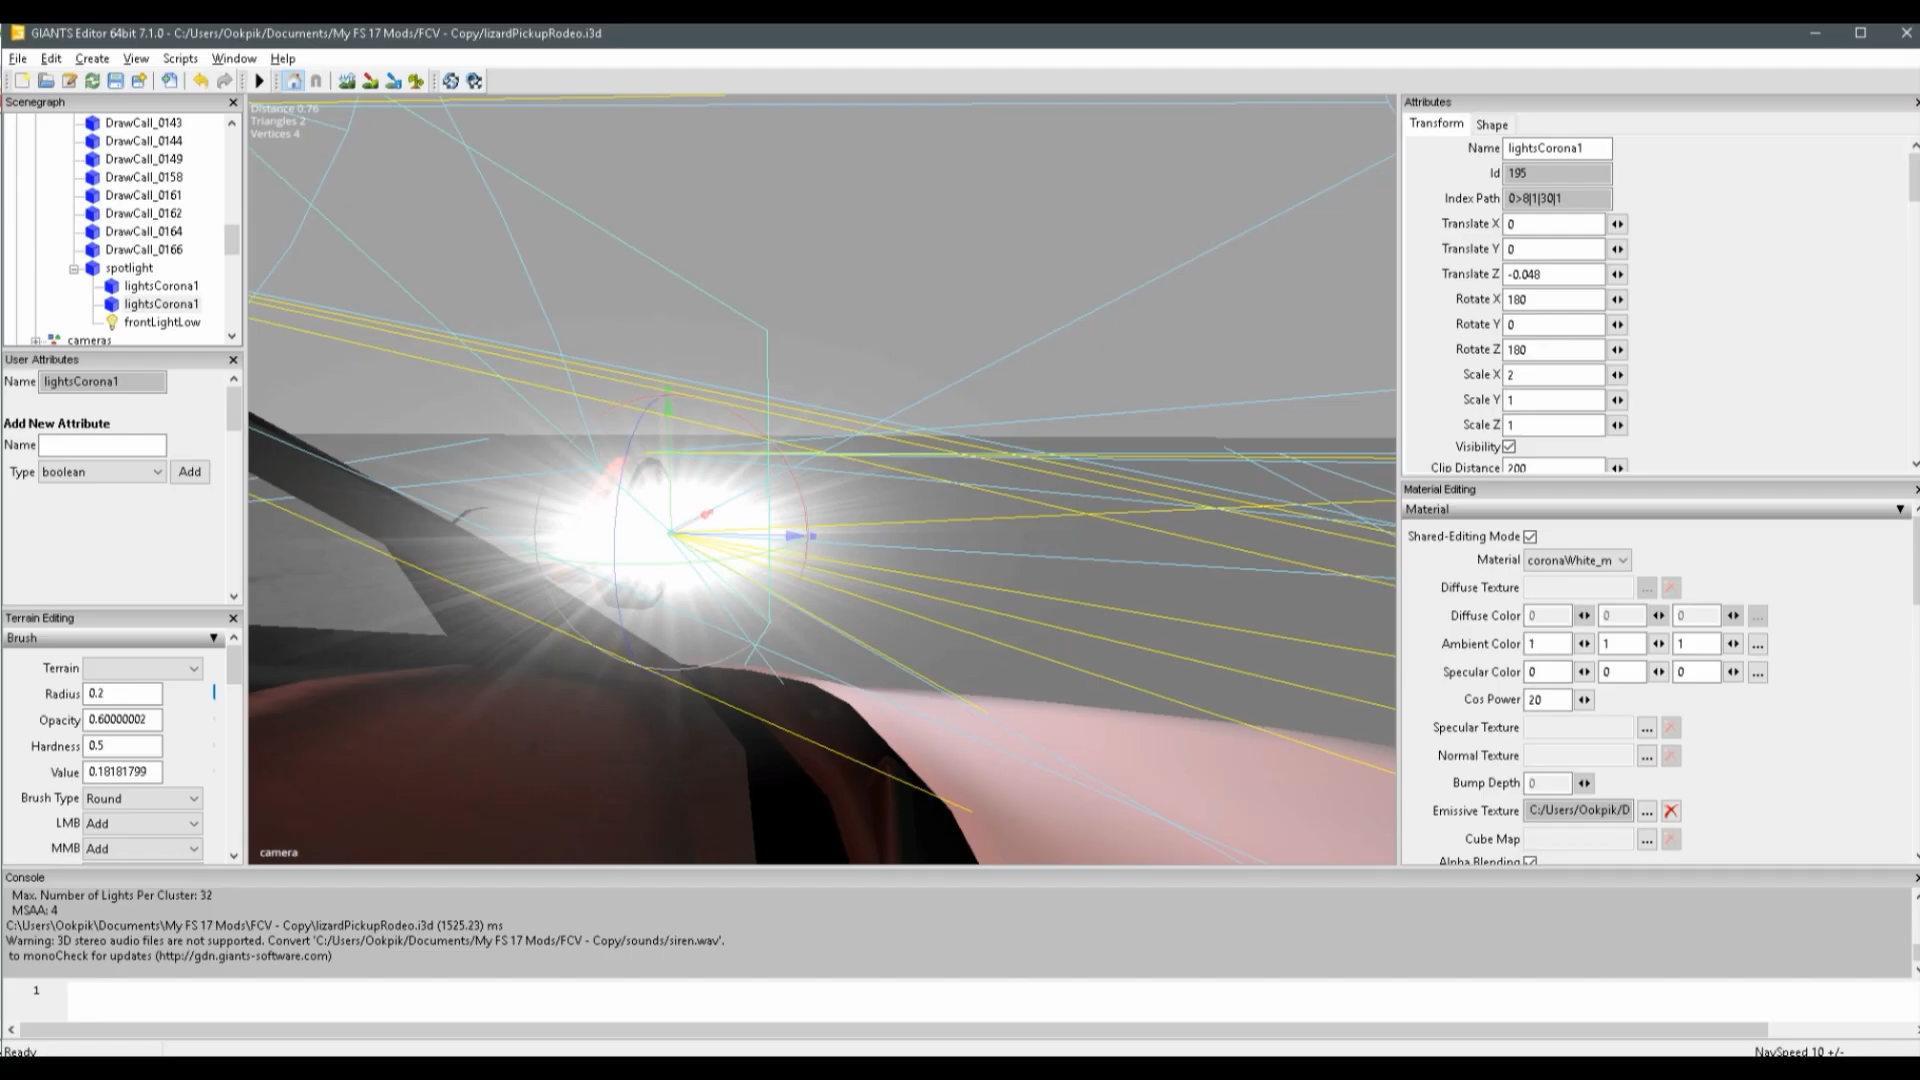 GIANTS Editor 64bit 7.1.0 - C:/Users/Ookpik/Documents/My FS 17 Mods/FCV - Copy/lizardPickupRodeo.i3d
File Edit Create View Scripts Window Help
Scenegraph
DrawCall_0143
DrawCall_0144
DrawCall_0149
DrawCall_0158
DrawCall_0161
DrawCall_0162
DrawCall_0164
DrawCall_0166
spotlight
lightsCorona1
lightsCorona1
frontLightLow
cameras
User Attributes
Name lightsCorona1
Add New Attribute
Name
Type boolean Add
Terrain Editing
Brush
Terrain
Radius 0.2
Opacity 0.60000002
Hardness 0.5
Value 0.18181799
Brush Type Round
LMB Add
MMB Add
Distance 0.76
Triangles 2
Vertices 4
camera
Attributes
Transform Shape
Name lightsCorona1
Id 195
Index Path 0>8|1|30|1
Translate X 0
Translate Y 0
Translate Z -0.048
Rotate X 180
Rotate Y 0
Rotate Z 180
Scale X 2
Scale Y 1
Scale Z 1
Visibility
Clip Distance 200
Material Editing
Material
Shared-Editing Mode
Material coronaWhite_m
Diffuse Texture ...
Diffuse Color 0 0 0 ...
Ambient Color 1 1 1 ...
Specular Color 0 0 0 ...
Cos Power 20
Specular Texture ...
Normal Texture ...
Bump Depth 0
Emissive Texture C:/Users/Ookpik/D ...
Cube Map ...
Alpha Blending
Console
Max. Number of Lights Per Cluster: 32
MSAA: 4
C:\Users\Ookpik\Documents\My FS 17 Mods\FCV - Copy\lizardPickupRodeo.i3d (1525.23) ms
Warning: 3D stereo audio files are not supported. Convert 'C:/Users/Ookpik/Documents/My FS 17 Mods/FCV - Copy/sounds/siren.wav'.
to monoCheck for updates (http://gdn.giants-software.com)
1
Ready
NavSpeed 10 +/-